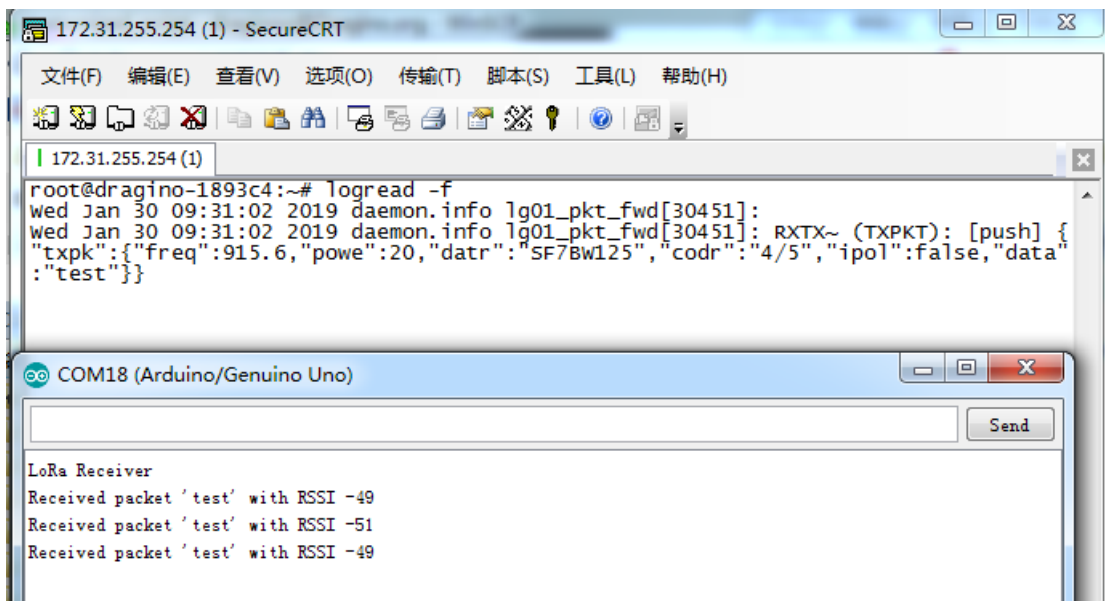 172.31.255.254 (1) - SecureCRT
文件(F) 编辑(E) 查看(V) 选项(O) 传输(T) 脚本(S) 工具(L) 帮助(H)
172.31.255.254 (1)
root@dragino-1893c4:~# logread -f
Wed Jan 30 09:31:02 2019 daemon.info lg01_pkt_fwd[30451]:
Wed Jan 30 09:31:02 2019 daemon.info lg01_pkt_fwd[30451]: RXTX~ (TXPKT): [push] {
"txpk":{"freq":915.6,"powe":20,"datr":"SF7BW125","codr":"4/5","ipol":false,"data"
:"test"}}
COM18 (Arduino/Genuino Uno)
Send
LoRa Receiver
Received packet 'test' with RSSI -49
Received packet 'test' with RSSI -51
Received packet 'test' with RSSI -49